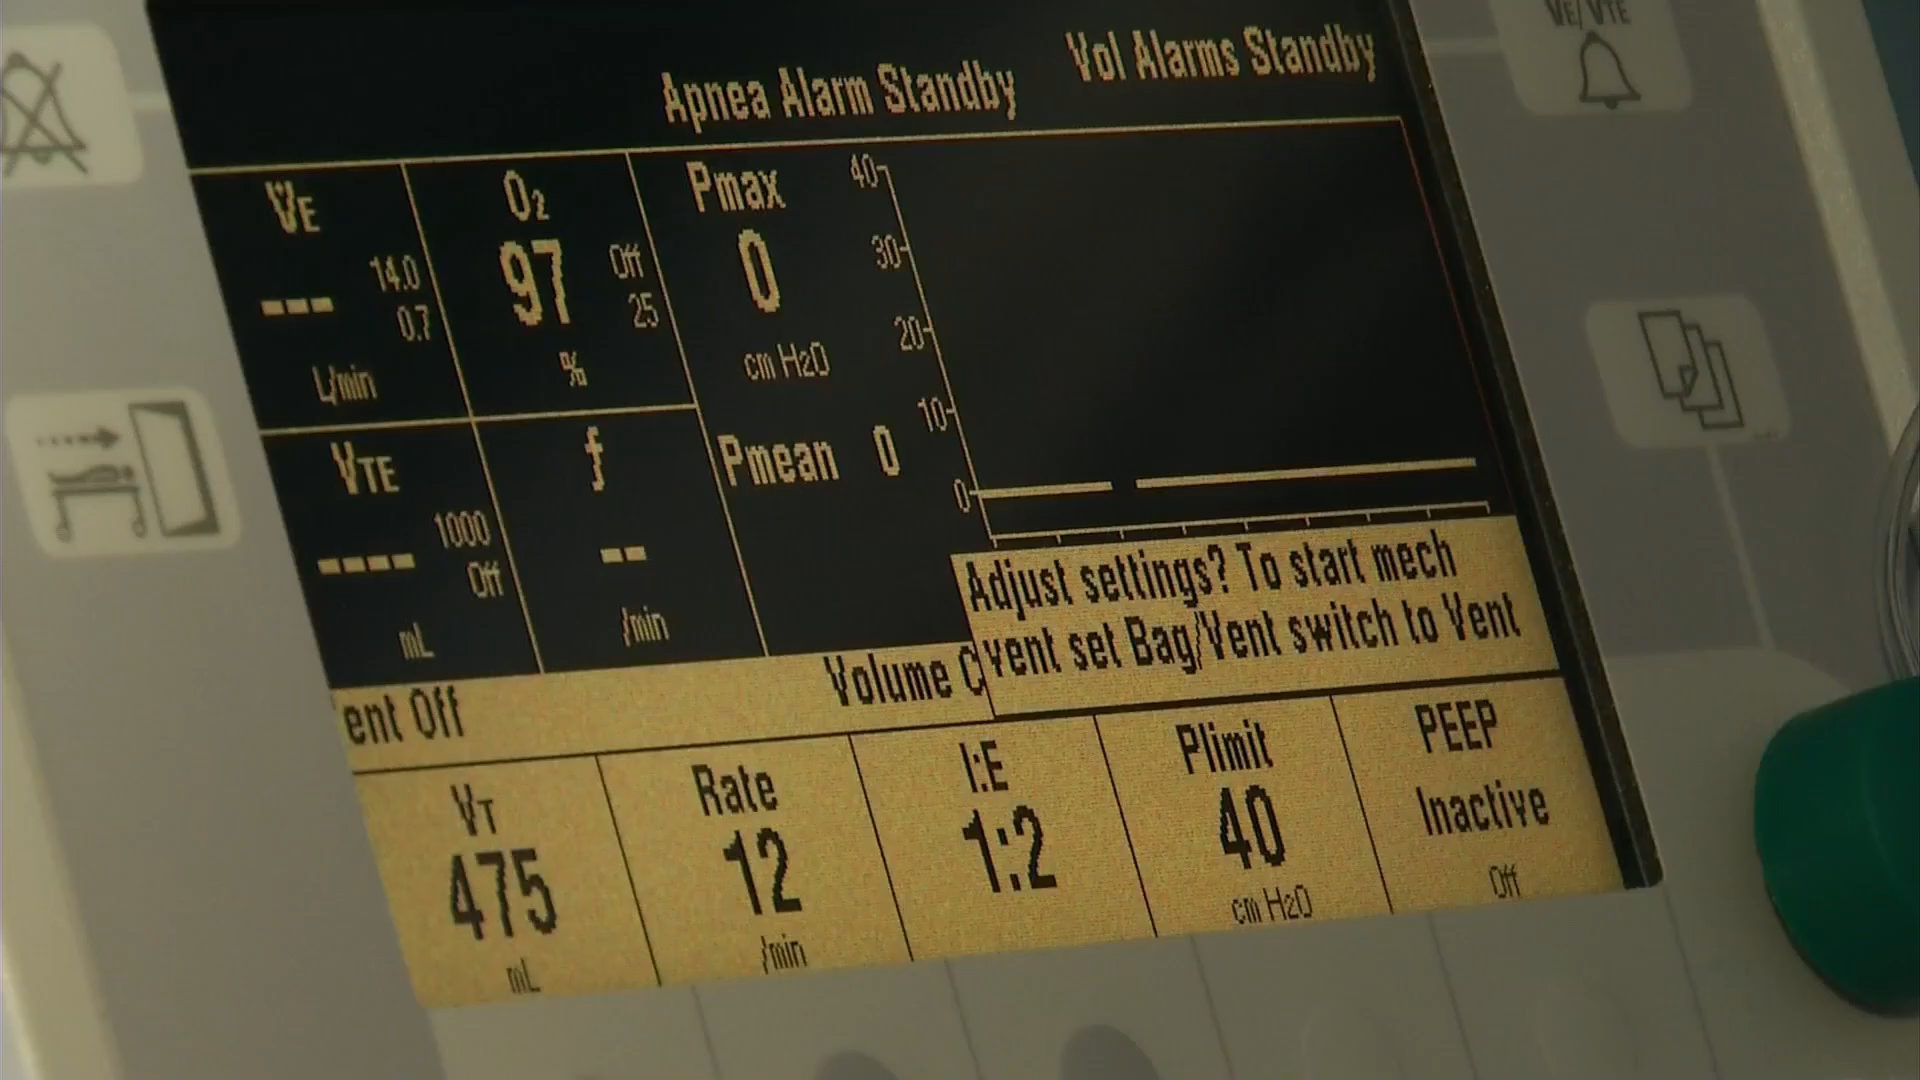 VE/VTE
Vol Alarms Standby
Apnea Alarm Standby
VE
14.0
---
0.7
L/min
O2
97
Off
25
%
Pmax
0
cm H2O
Pmean 0
40
30
20
10
0
VTE
1000
----
Off
mL
f
--
/min
Adjust settings? To start mech
vent set Bag/Vent switch to Vent
ent Off
Volume C
VT
475
mL
Rate
12
/min
I:E
1:2
Plimit
40
cm H2O
PEEP
Inactive
Off